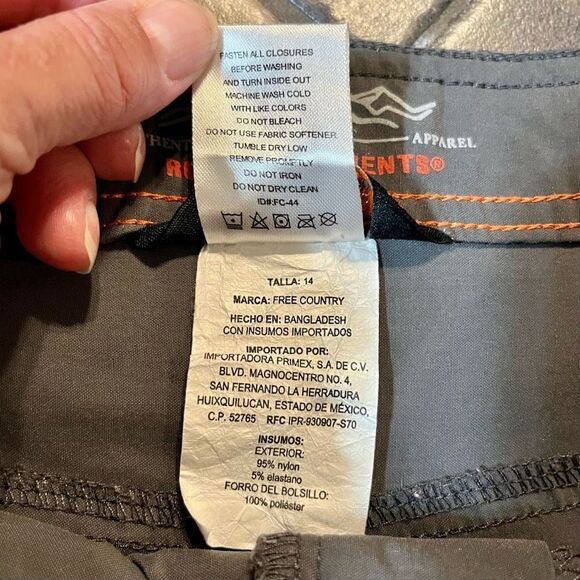 FASTEN ALL CLOSURES
BEFORE WASHING
AND TURN INSIDE OUT
MACHINE WASH COLD
WITH LIKE COLORS
DO NOT BLEACH
DO NOT USE FABRIC SOFTENER
TUMBLE DRY LOW
REMOVE PROMPTLY
DO NOT IRON
DO NOT DRY CLEAN
ID#:FC-44
APPAREL
TALLA: 14
MARCA: FREE COUNTRY
HECHO EN: BANGLADESH
CON INSUMOS IMPORTADOS
IMPORTADO POR:
IMPORTADORA PRIMEX, S.A. DE C.V.
BLVD. MAGNOCENTRO No. 4,
SAN FERNANDO LA HERRADURA
HUIXQUILUCAN, ESTADO DE MÉXICO,
C.P. 52765 RFC IPR-930907-S70
INSUMOS:
EXTERIOR:
95% nylon
5% elastano
FORRO DEL BOLSILLO:
100% poliéster